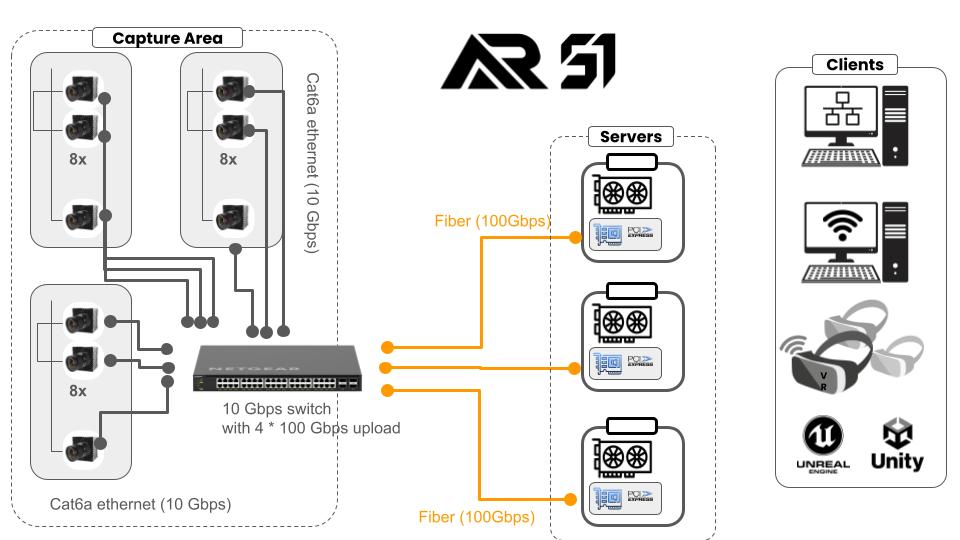 Capture Area
8x
8x
Cat6a ethernet (10 Gbps)
8x
NETGEAR
10 Gbps switch
with 4 * 100 Gbps upload
Cat6a ethernet (10 Gbps)
AR S1
Servers
Fiber (100Gbps)
PCI
EXPRESS
PCI
EXPRESS
PCI
EXPRESS
Fiber (100Gbps)
Clients
V
R
UNREAL
ENGINE
Unity